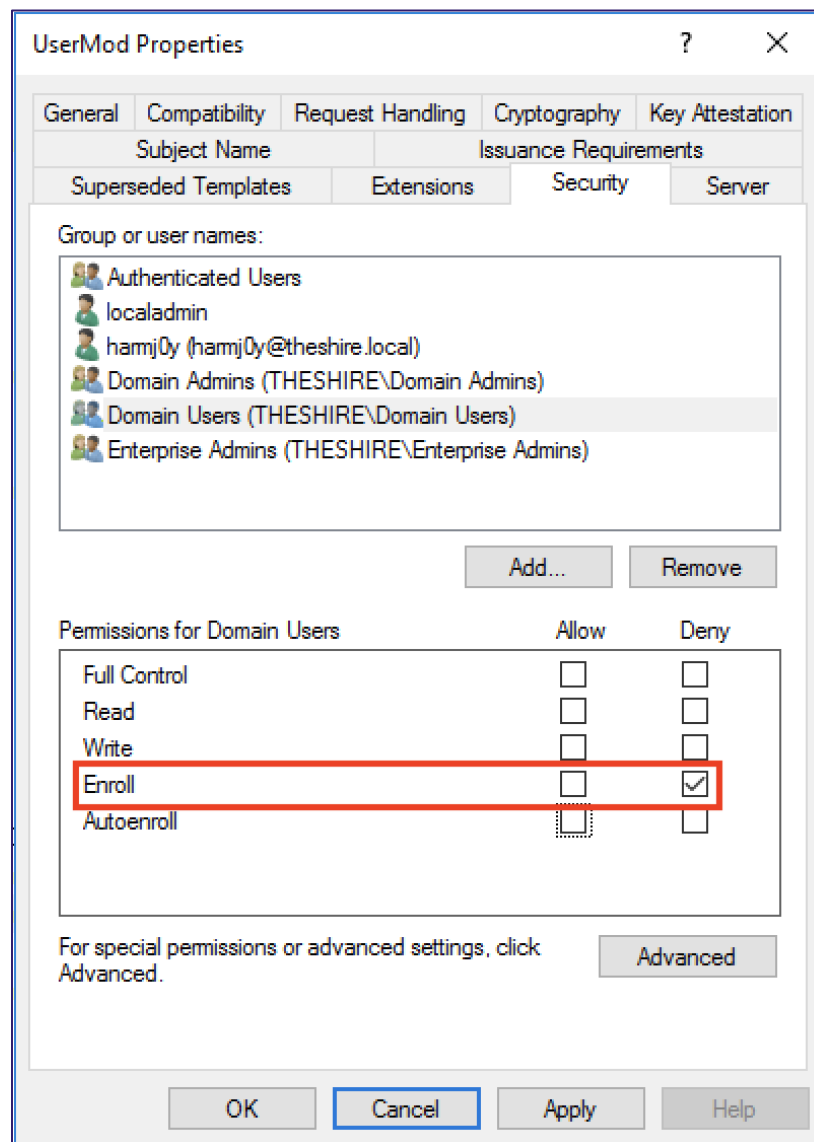 UserMod Properties ? ×
General Compatibility Request Handling Cryptography Key Attestation
Subject Name Issuance Requirements
Superseded Templates Extensions Security Server
Group or user names:
Authenticated Users
localadmin
harmj0y (harmj0y@theshire.local)
Domain Admins (THESHIRE\Domain Admins)
Domain Users (THESHIRE\Domain Users)
Enterprise Admins (THESHIRE\Enterprise Admins)
Add... Remove
Permissions for Domain Users Allow Deny
Full Control
Read
Write
Enroll
Autoenroll
For special permissions or advanced settings, click
Advanced.
Advanced
OK Cancel Apply Help